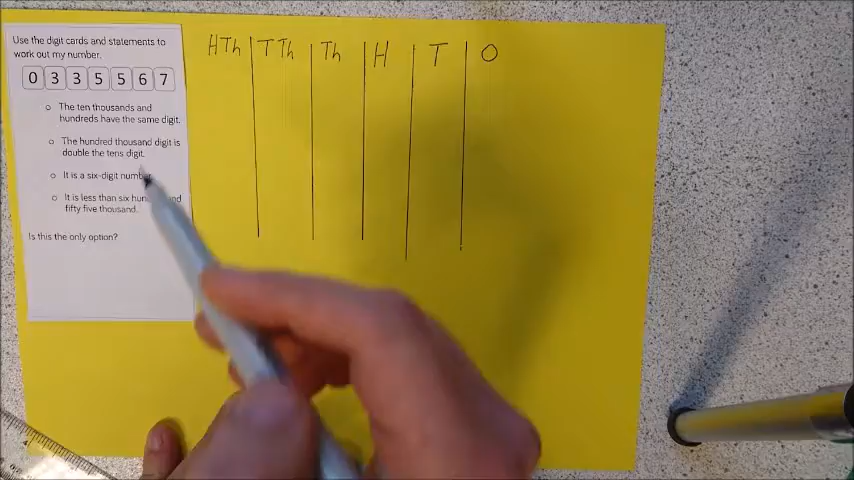 Use the digit cards and statements to
work out my number.
0 3 3 5 5 6 7
The ten thousands and
hundreds have the same digit.
The hundred thousand digit is
double the tens digit.
It is a six-digit
It is less than six
fifty five thousand.
Is this the only option?
HTh TTh Th H T O